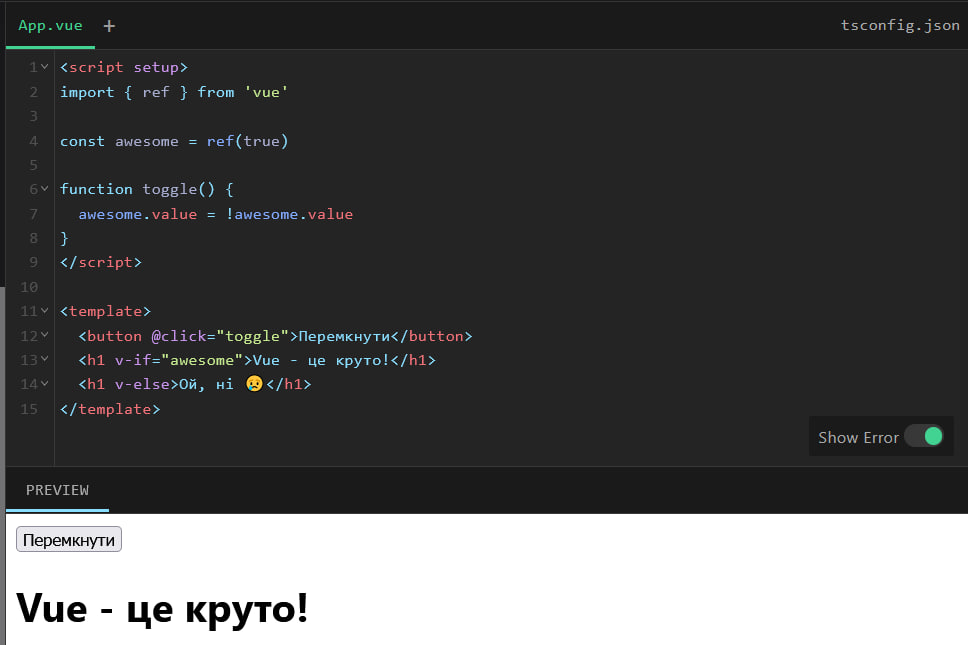 App.vue + tsconfig.json
1 <script setup>
2 import { ref } from 'vue'
3
4 const awesome = ref(true)
5
6 function toggle() {
7   awesome.value = !awesome.value
8 }
9 </script>
10
11 <template>
12   <button @click="toggle">Перемкнути</button>
13   <h1 v-if="awesome">Vue - це круто!</h1>
14   <h1 v-else>Ой, ні 😢</h1>
15 </template>
Show Error
PREVIEW
Перемкнути
Vue - це круто!